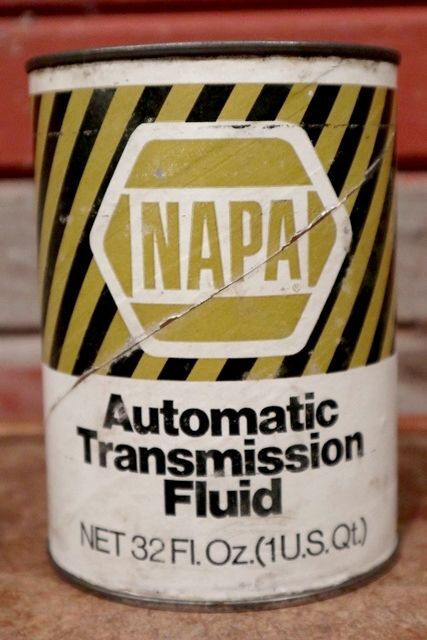 NAPA
®
Automatic
Transmission
Fluid
NET 32 Fl. Oz. (1 U.S. Qt.)